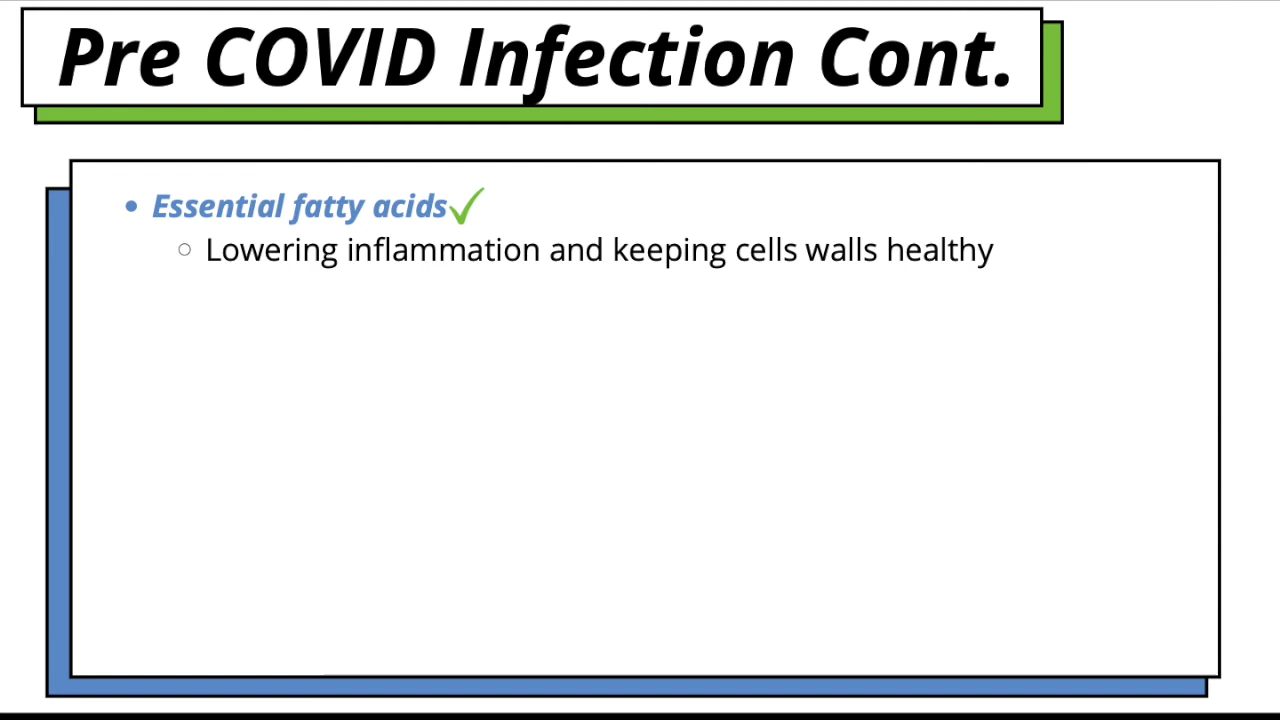 Pre COVID Infection Cont.
• Essential fatty acids✓
○ Lowering inflammation and keeping cells walls healthy